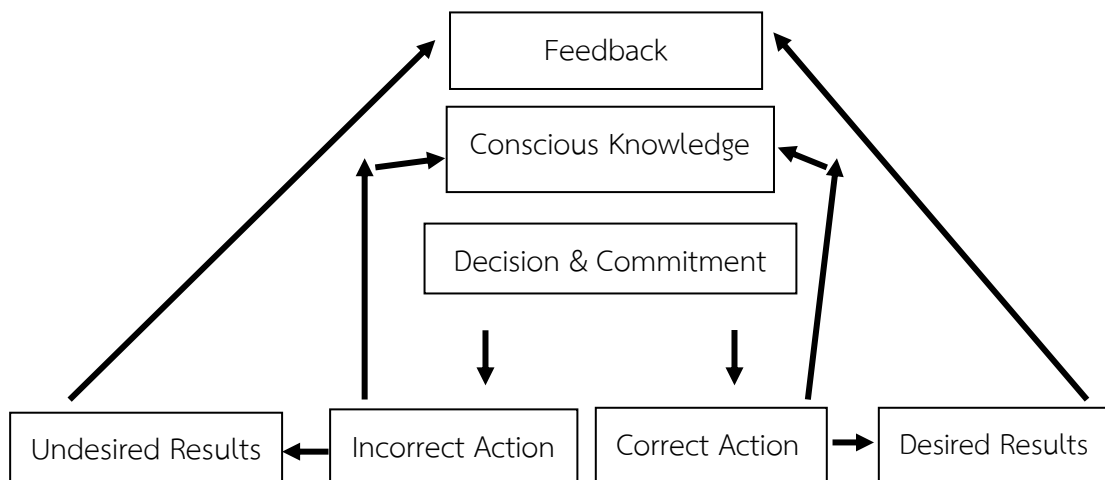 Feedback
Conscious Knowledge
Decision & Commitment
Undesired Results
Incorrect Action
Correct Action
Desired Results